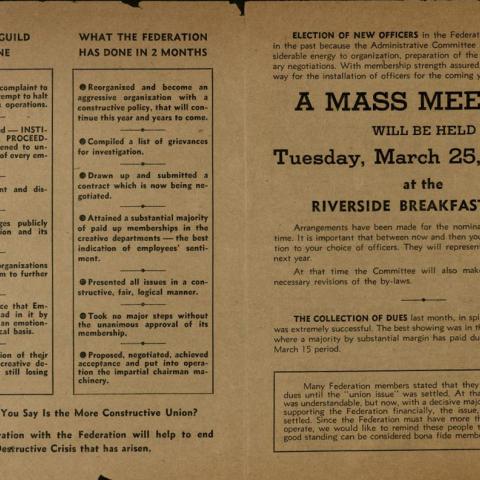 GUILD
NE
complaint to
empt to halt
operations.
d — INSTI-
PROCEED-
ened to un-
of every em-
nt and dis-
ges publicly
ion and its
organizations
m to further
ce that Em-
ad in it by
an emotion-
cal basis.
tion of their
creative de-
still losing
WHAT THE FEDERATION
HAS DONE IN 2 MONTHS
Reorganized and become an
aggressive organization with a
constructive policy, that will con-
tinue this year and years to come.
Compiled a list of grievances
for investigation.
Drawn up and submitted a
contract which is now being ne-
gotiated.
Attained a substantial majority
of paid up memberships in the
creative departments — the best
indication of employees' senti-
ment.
Presented all issues in a con-
structive, fair, logical manner.
Took no major steps without
the unanimous approval of its
membership.
Proposed, negotiated, achieved
acceptance and put into opera-
tion the impartial chairman ma-
chinery.
You Say Is the More Constructive Union?
ration with the Federation will help to end
Destructive Crisis that has arisen.
ELECTION OF NEW OFFICERS in the Federat
in the past because the Administrative Committee
siderable energy to organization, preparation of the
ary negotiations. With membership strength assured
way for the installation of officers for the coming y
A MASS MEE
WILL BE HELD
Tuesday, March 25,
at the
RIVERSIDE BREAKFAST
Arrangements have been made for the nomina
time. It is important that between now and then you
tion to your choice of officers. They will represen
next year.
At that time the Committee will also mak
necessary revisions of the by-laws.
THE COLLECTION OF DUES last month, in spi
was extremely successful. The best showing was in th
where a majority by substantial margin has paid du
March 15 period.
Many Federation members stated that they
dues until the "union issue" was settled. At tha
was understandable, but now, with a decisive majo
supporting the Federation financially, the issue,
settled. Since the Federation must have more th
operate, we would like to remind these people t
good standing can be considered bona fide memb